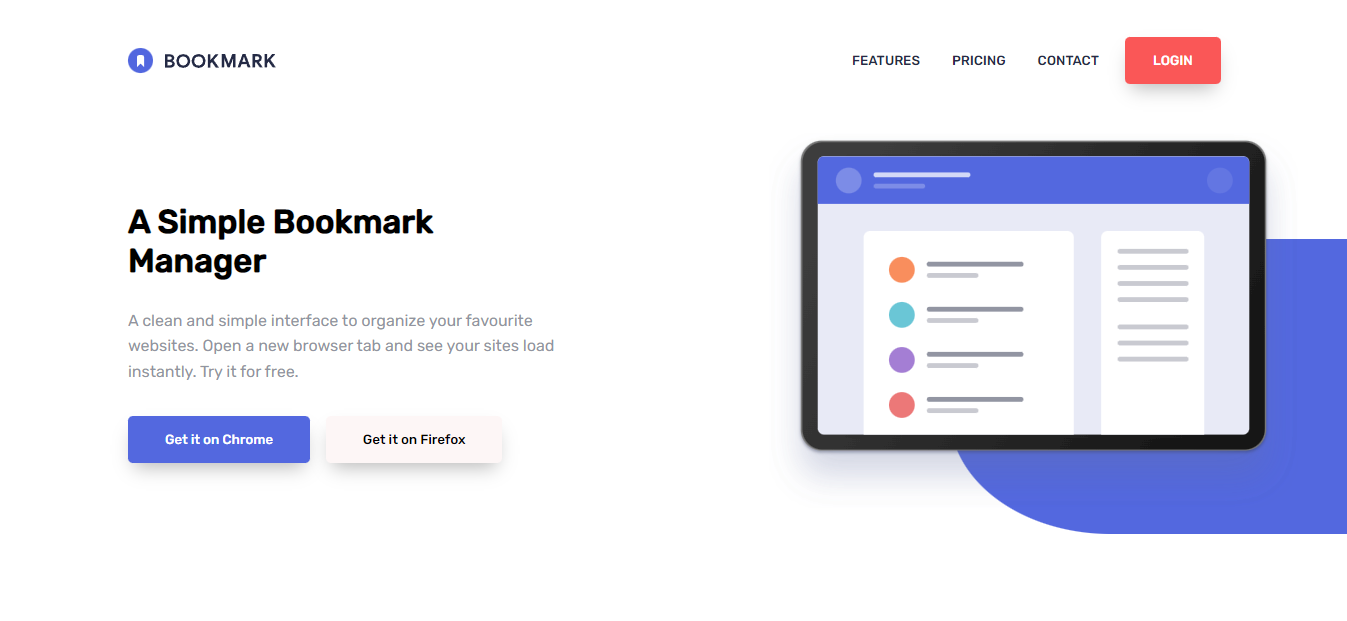 BOOKMARK
FEATURES PRICING CONTACT LOGIN
A Simple Bookmark
Manager
A clean and simple interface to organize your favourite
websites. Open a new browser tab and see your sites load
instantly. Try it for free.
Get it on Chrome Get it on Firefox